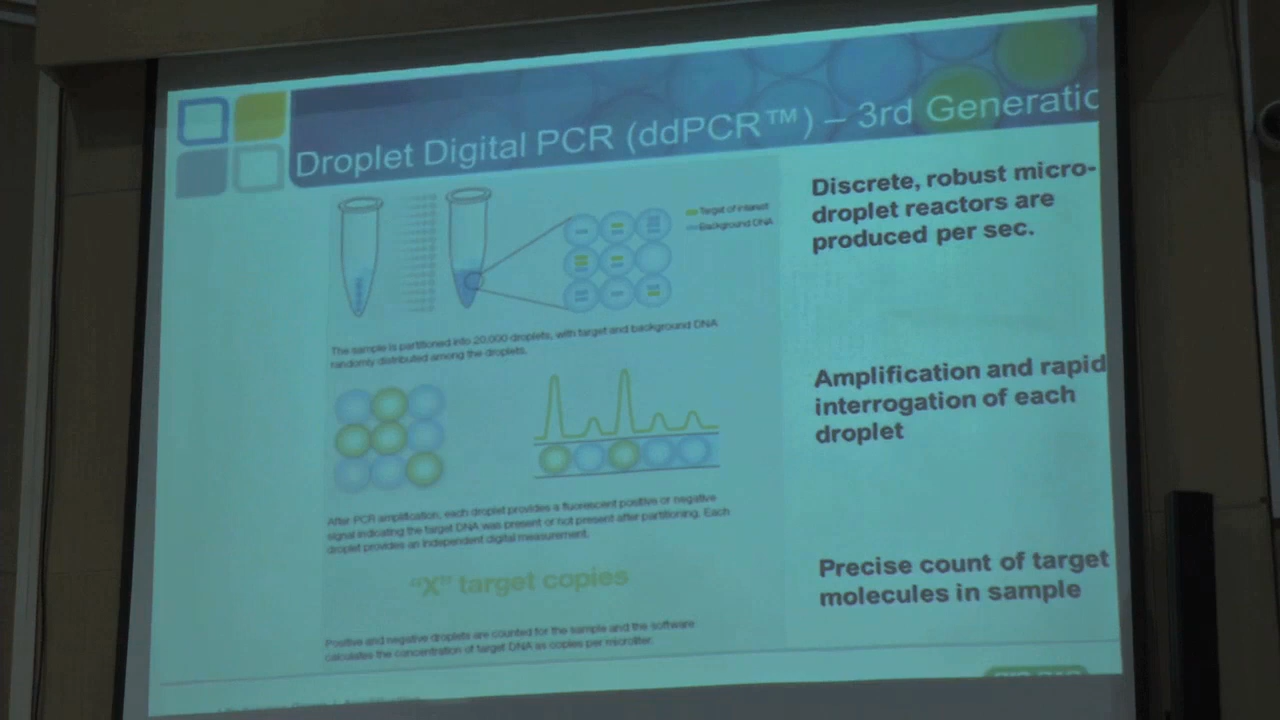 Droplet Digital PCR (ddPCR™) – 3rd Generatio
Target of interest
Background DNA
Discrete, robust micro-
droplet reactors are
produced per sec.
The sample is partitioned into 20,000 droplets, with target and background DNA
randomly distributed among the droplets.
Amplification and rapid
interrogation of each
droplet
After PCR amplification, each droplet provides a fluorescent positive or negative
signal indicating the target DNA was present or not present after partitioning. Each
droplet provides an independent digital measurement.
"X" target copies
Precise count of target
molecules in sample
Positive and negative droplets are counted for the sample and the software
calculates the concentration of target DNA as copies per microliter.